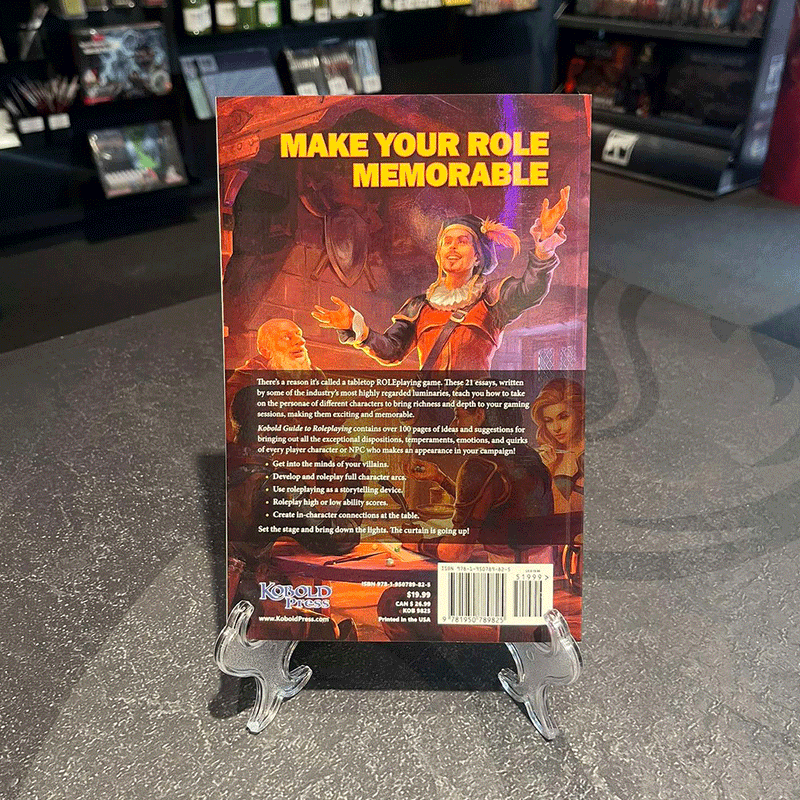 MAKE YOUR ROLE
MEMORABLE
There's a reason it's called a tabletop ROLEplaying game. These 21 essays, written
by some of the industry's most highly regarded luminaries, teach you how to take
on the personae of different characters to bring richness and depth to your gaming
sessions, making them exciting and memorable.
Kobold Guide to Roleplaying contains over 100 pages of ideas and suggestions for
bringing out all the exceptional dispositions, temperaments, emotions, and quirks
of every player character or NPC who makes an appearance in your campaign!
• Get into the minds of your villains.
• Develop and roleplay full character arcs.
• Use roleplaying as a storytelling device.
• Roleplay high or low ability scores.
• Create in-character connections at the table.
Set the stage and bring down the lights. The curtain is going up!
KOBOLD
Press
www.KoboldPress.com
ISBN 978-1-950789-82-5
$19.99
CAN $ 26.99
KOB 9825
Printed in the USA
ISBN 978-1-950789-82-5
51999>
9 781950 789825